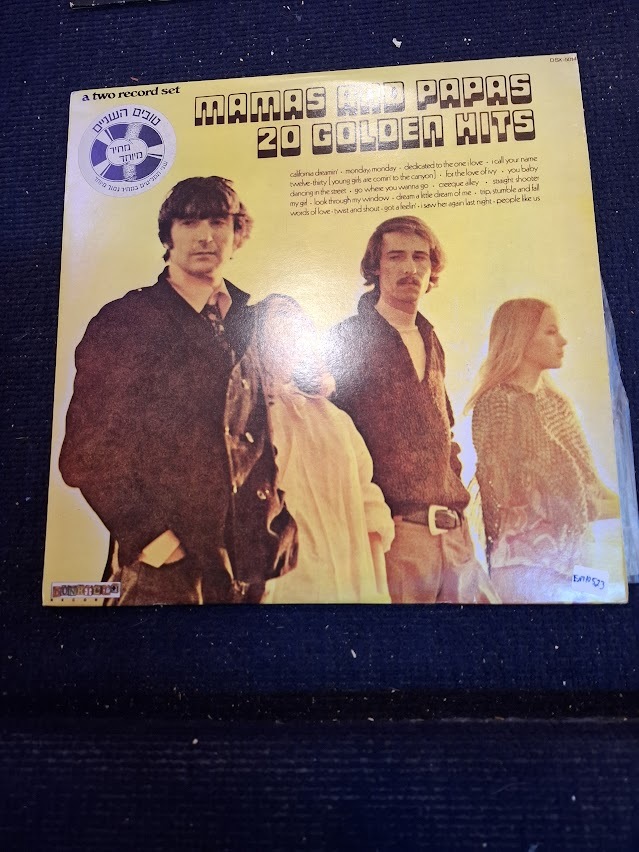 DSX-50145
a two record set
MAMAS AND PAPAS
20 GOLDEN HITS
טובים השניים
מחיר
מיוחד
california dreamin' • monday, monday • dedicated to the one i love • i call your name
twelve-thirty [ young girls are comin' to the canyon ] • for the love of ivy • you baby
dancing in the street • go where you wanna go • creeque alley • straight shooter
my girl • look through my window • dream a little dream of me • trip, stumble and fall
words of love • twist and shout • got a feelin' • i saw her again last night • people like us